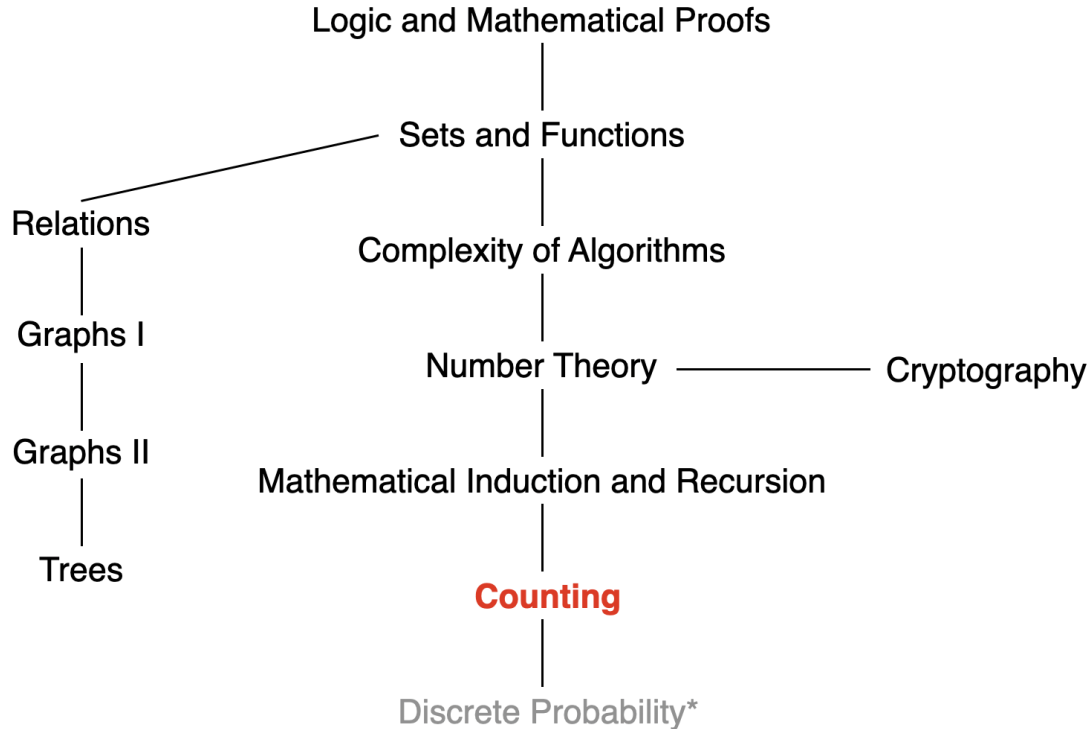 Logic and Mathematical Proofs
Sets and Functions
Relations
Complexity of Algorithms
Graphs I
Number Theory
Cryptography
Graphs II
Mathematical Induction and Recursion
Trees
Counting
Discrete Probability*